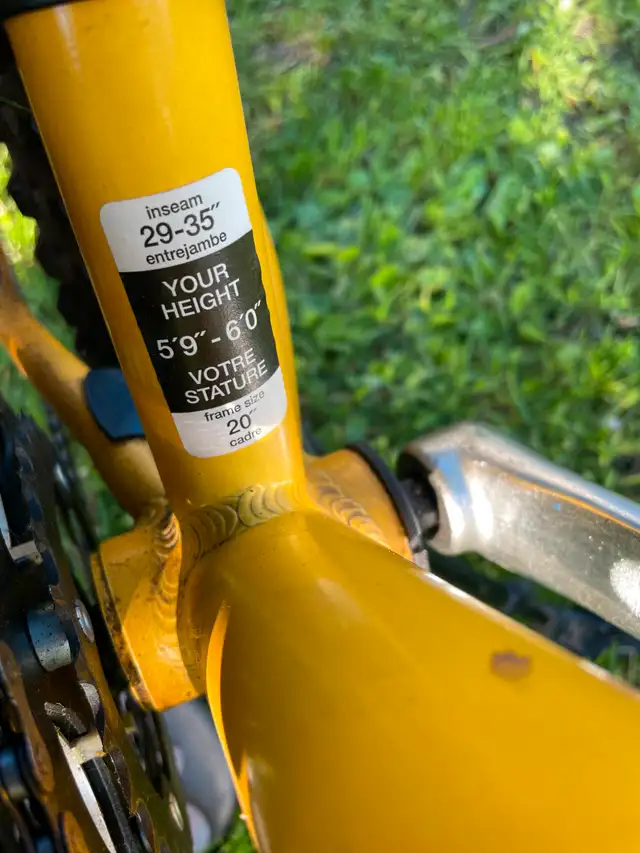 inseam
29-35″
entrejambe
YOUR
HEIGHT
5′9″ - 6′0″
VOTRE
STATURE
frame size
20″
cadre